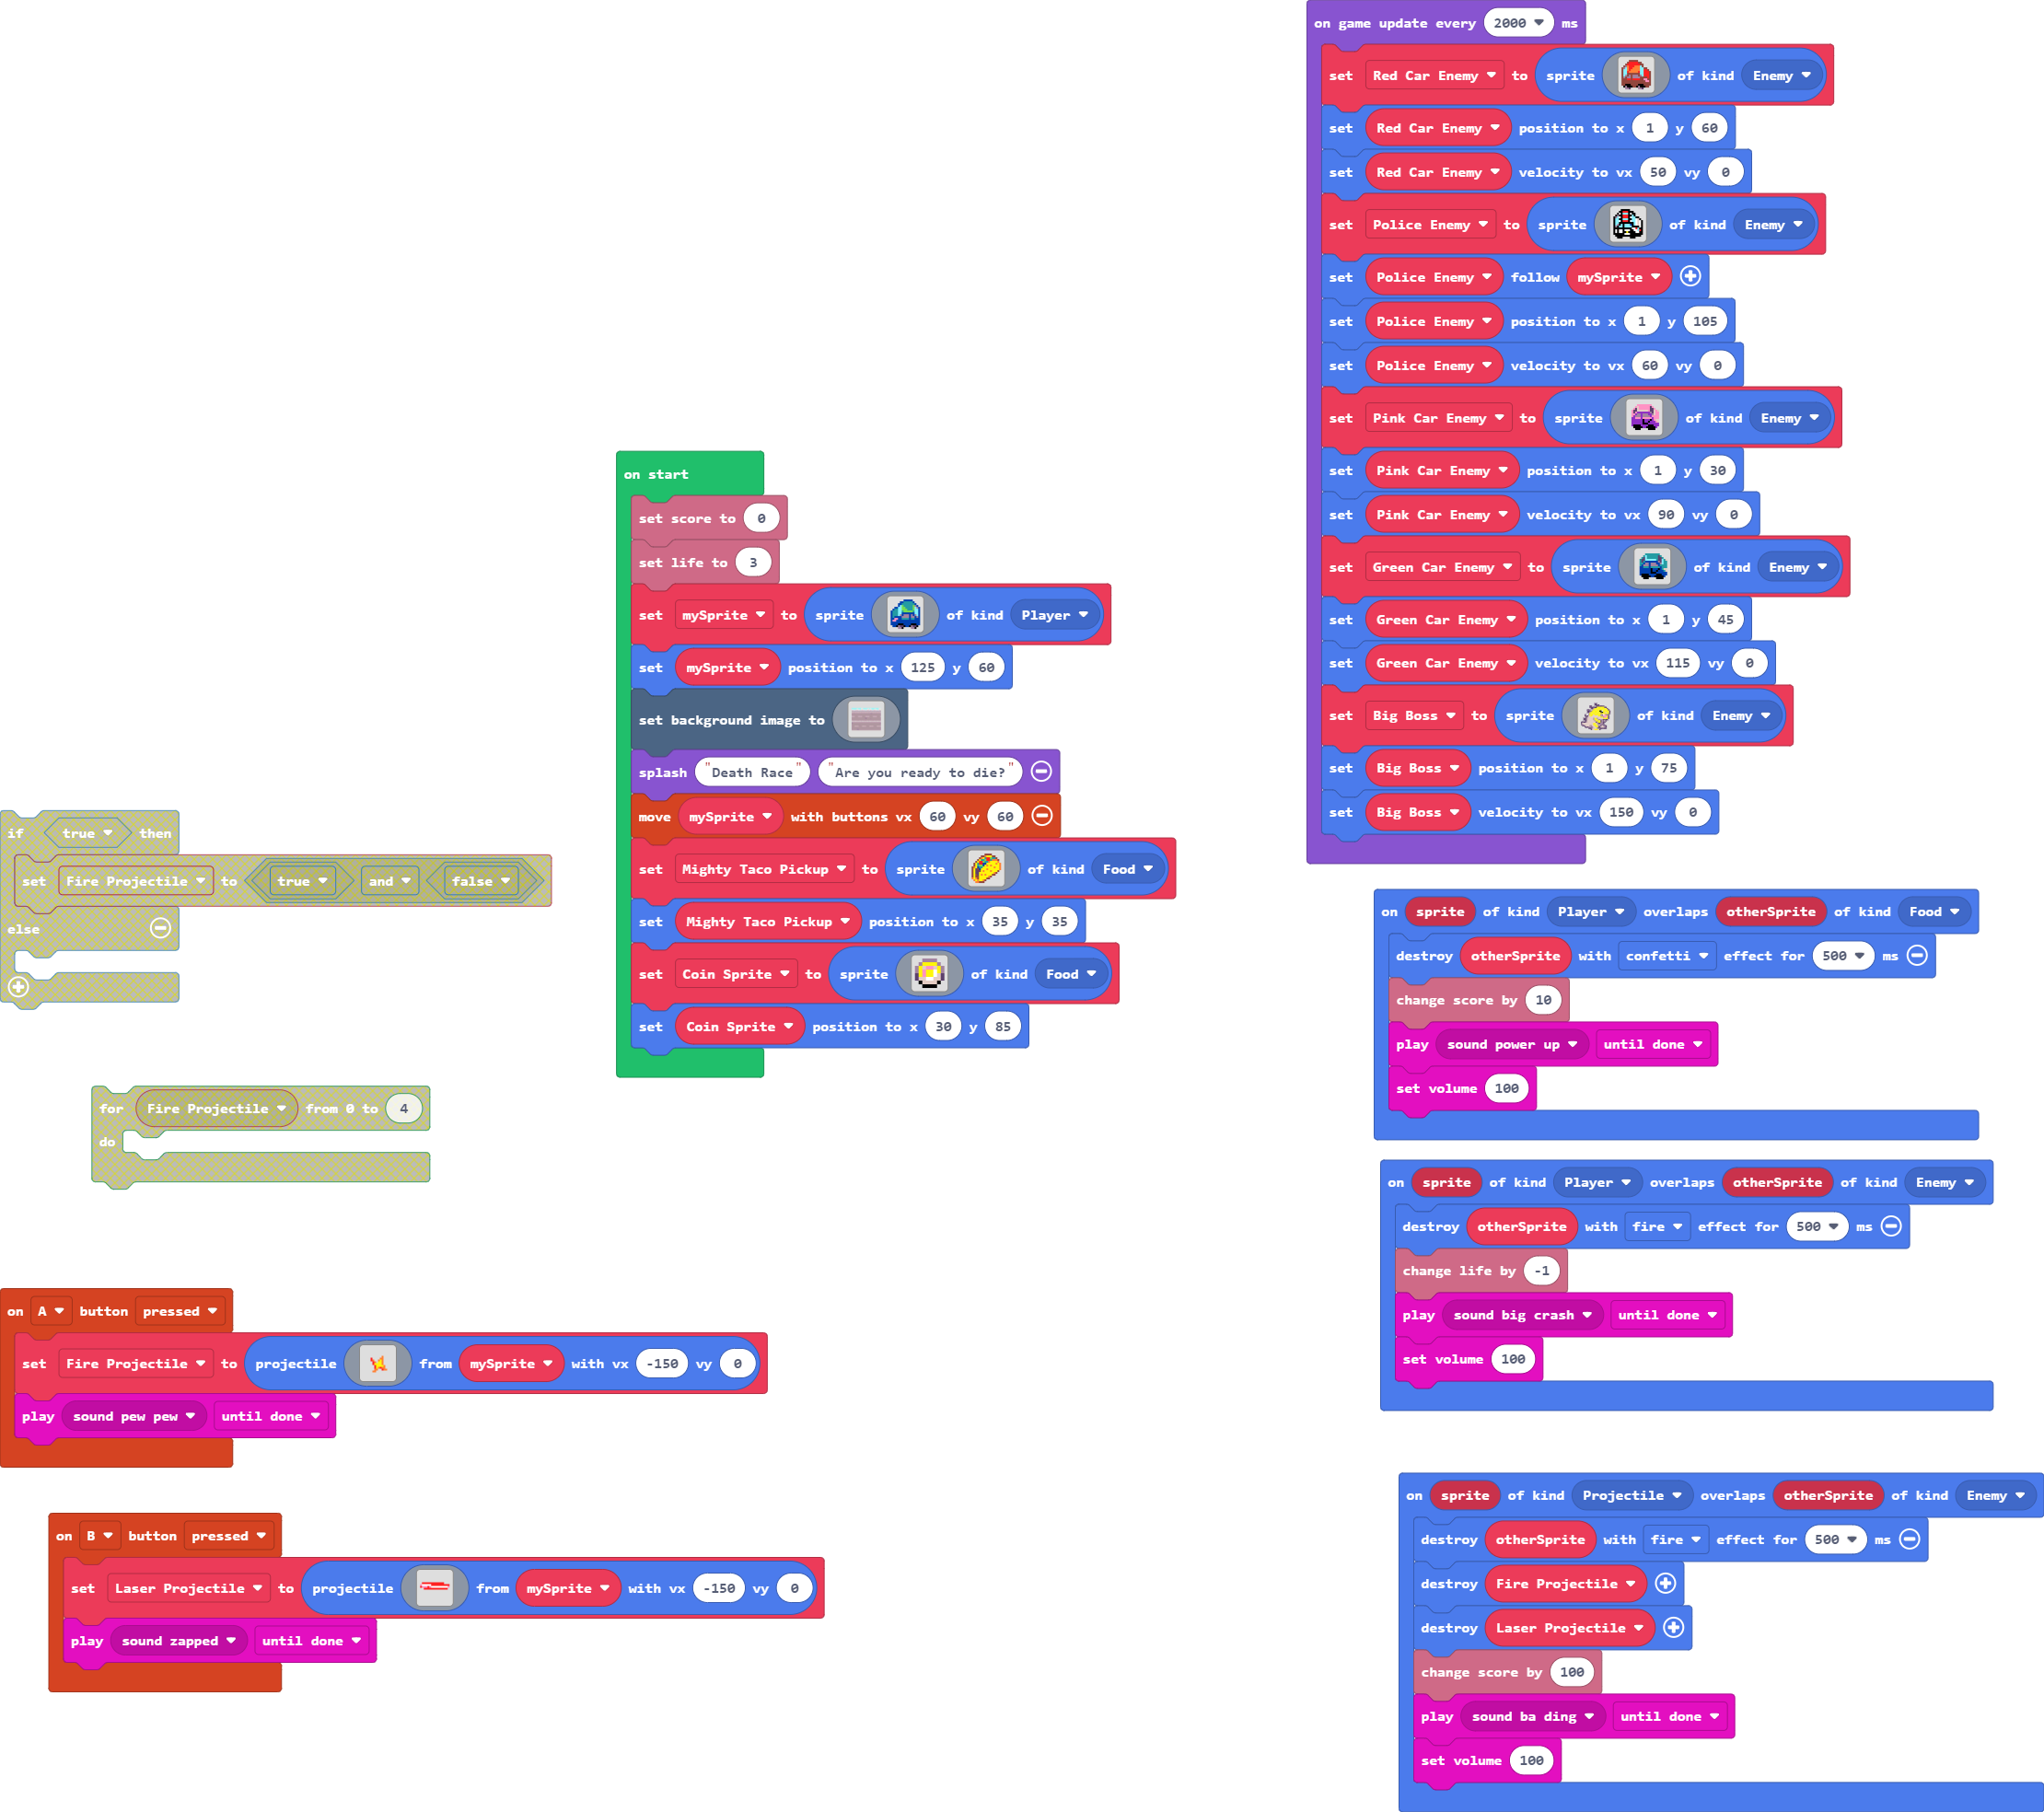 on start
set score to 0
set life to 3
set mySprite to sprite of kind Player
set mySprite position to x 125 y 60
set background image to
splash "Death Race" "Are you ready to die?"
move mySprite with buttons vx 60 vy 60
set Mighty Taco Pickup to sprite of kind Food
set Mighty Taco Pickup position to x 35 y 35
set Coin Sprite to sprite of kind Food
set Coin Sprite position to x 30 y 85
if true then
set Fire Projectile to true and false
else
for Fire Projectile from 0 to 4
do
on A button pressed
set Fire Projectile to projectile from mySprite with vx -150 vy 0
play sound pew pew until done
on B button pressed
set Laser Projectile to projectile from mySprite with vx -150 vy 0
play sound zapped until done
on game update every 2000 ms
set Red Car Enemy to sprite of kind Enemy
set Red Car Enemy position to x 1 y 60
set Red Car Enemy velocity to vx 50 vy 0
set Police Enemy to sprite of kind Enemy
set Police Enemy follow mySprite
set Police Enemy position to x 1 y 105
set Police Enemy velocity to vx 60 vy 0
set Pink Car Enemy to sprite of kind Enemy
set Pink Car Enemy position to x 1 y 30
set Pink Car Enemy velocity to vx 90 vy 0
set Green Car Enemy to sprite of kind Enemy
set Green Car Enemy position to x 1 y 45
set Green Car Enemy velocity to vx 115 vy 0
set Big Boss to sprite of kind Enemy
set Big Boss position to x 1 y 75
set Big Boss velocity to vx 150 vy 0
on sprite of kind Player overlaps otherSprite of kind Food
destroy otherSprite with confetti effect for 500 ms
change score by 10
play sound power up until done
set volume 100
on sprite of kind Player overlaps otherSprite of kind Enemy
destroy otherSprite with fire effect for 500 ms
change life by -1
play sound big crash until done
set volume 100
on sprite of kind Projectile overlaps otherSprite of kind Enemy
destroy otherSprite with fire effect for 500 ms
destroy Fire Projectile
destroy Laser Projectile
change score by 100
play sound ba ding until done
set volume 100